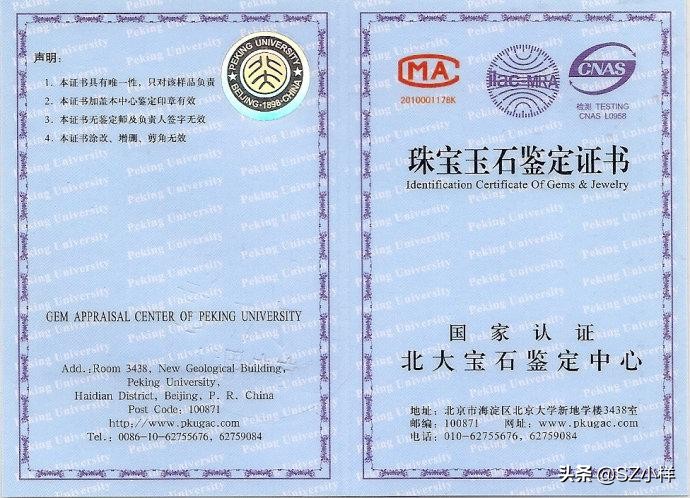 声明：
1、本证书具有唯一性，只对该样品负责
2、本证书加盖本中心鉴定印章有效
3、本证书无鉴定师及负责人签字无效
4、本证书涂改、增删、剪角无效
PEKING UNIVERSITY
BEIJING·1898·CHINA
GEM APPRAISAL CENTER OF PEKING UNIVERSITY
Add.:Room 3438, New Geological Building,
Peking University,
Haidian District, Beijing, P. R. China
Post Code: 100871
http://www.pkugac.com
Tel.: 0086-10-62755676, 62759084
CMA
2010001178K
ilac-MRA
CNAS
检测 TESTING
CNAS L0958
珠宝玉石鉴定证书
Identification Certificate Of Gems & Jewelry
国家认证
北大宝石鉴定中心
地址：北京市海淀区北京大学新地学楼3438室
邮编：100871 网址：www.pkugac.com
电话：010-62755676, 62759084
Peking University
头条 @SZ小样